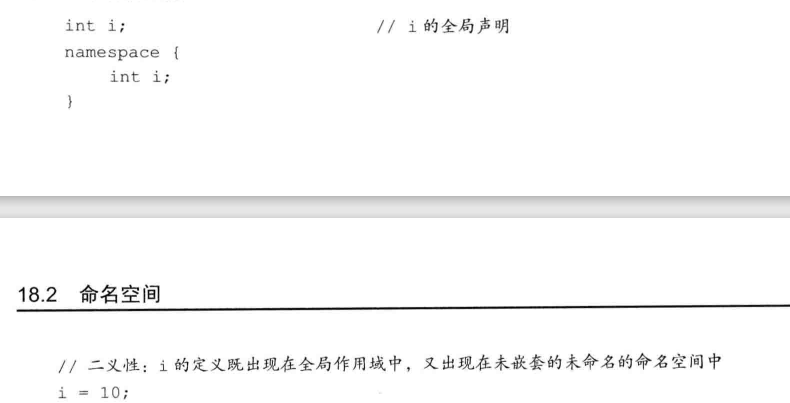 int i; // i 的全局声明
namespace {
int i;
}
18.2 命名空间
// 二义性：i 的定义既出现在全局作用域中，又出现在未嵌套的未命名的命名空间中
i = 10;